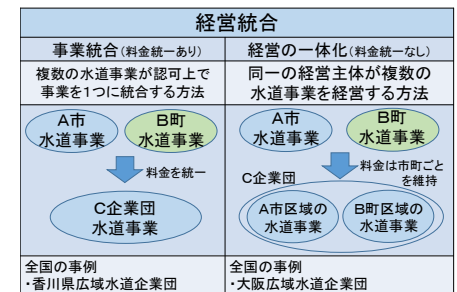 経営統合
事業統合(料金統一あり)
経営の一体化(料金統一なし)
複数の水道事業が認可上で
事業を1つに統合する方法
同一の経営主体が複数の
水道事業を経営する方法
A市
水道事業
B町
水道事業
料金を統一
C企業団
水道事業
A市
水道事業
B町
水道事業
料金は市町ごと
を維持
C企業団
A市区域の
水道事業
B町区域の
水道事業
全国の事例
・香川県広域水道企業団
全国の事例
・大阪広域水道企業団